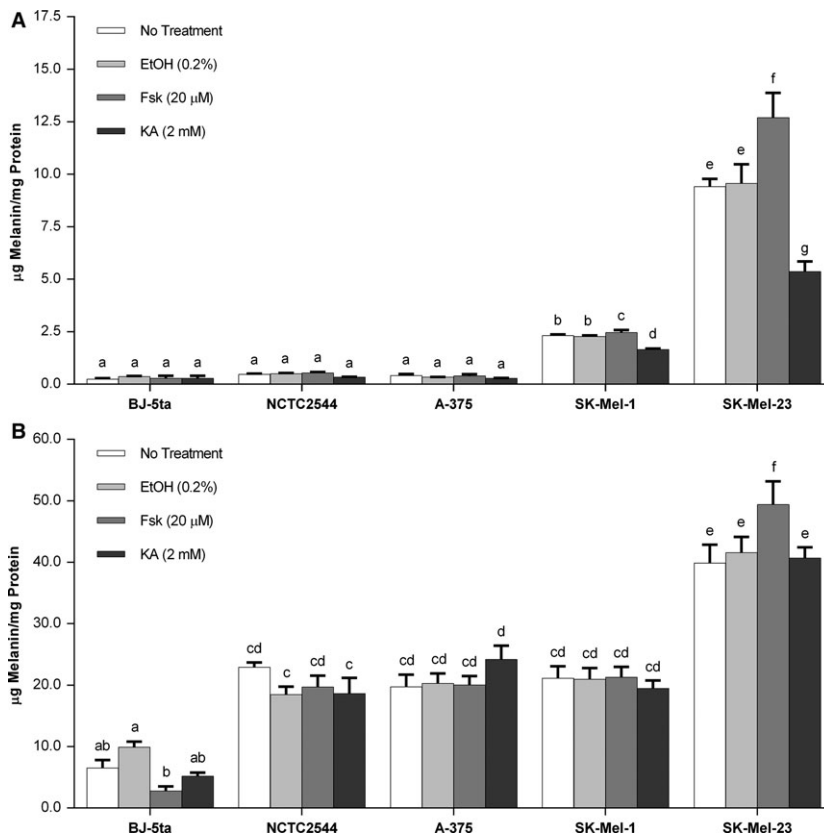 A
17.5
15.0
12.5
10.0
7.5
5.0
2.5
0.0
µg Melanin/mg Protein
No Treatment
EtOH (0.2%)
Fsk (20 µM)
KA (2 mM)
a a a a
a a a a
a a a a
b b c d
e e f g
BJ-5ta NCTC2544 A-375 SK-Mel-1 SK-Mel-23
B
60.0
50.0
40.0
30.0
20.0
10.0
0.0
µg Melanin/mg Protein
No Treatment
EtOH (0.2%)
Fsk (20 µM)
KA (2 mM)
ab a b ab
cd c cd c
cd cd cd d
cd cd cd cd
e e f e
BJ-5ta NCTC2544 A-375 SK-Mel-1 SK-Mel-23